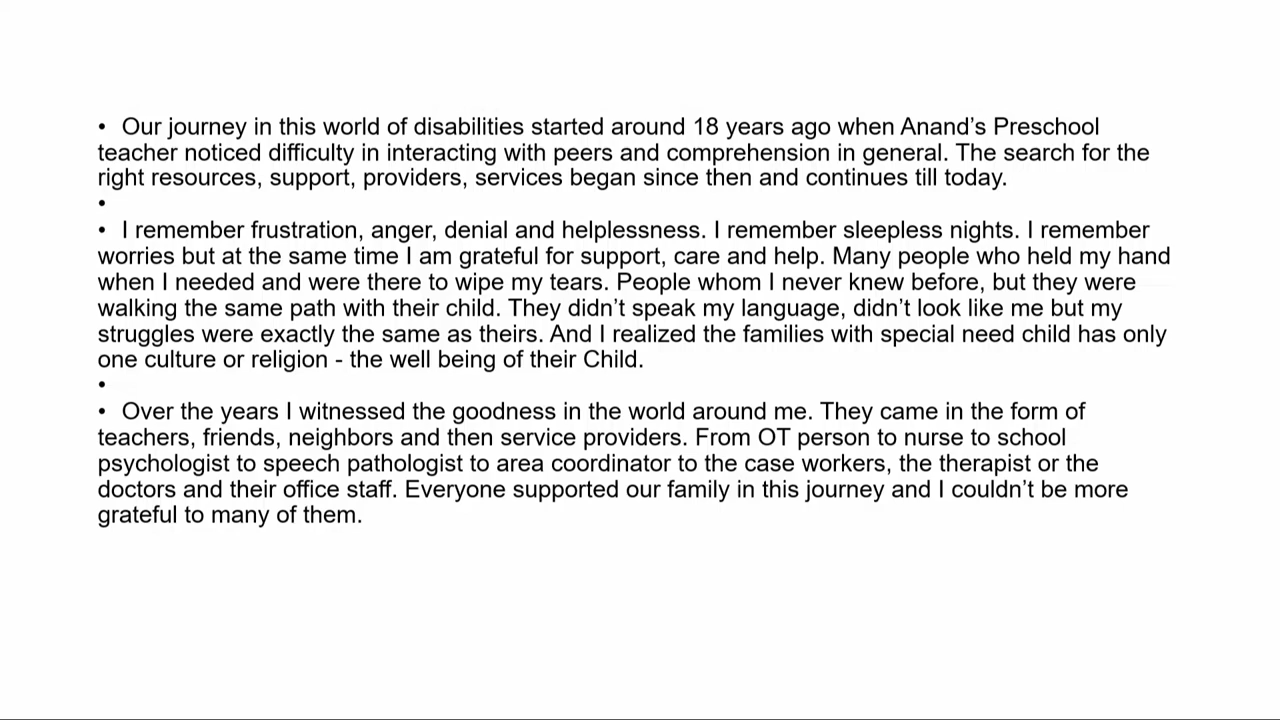 • Our journey in this world of disabilities started around 18 years ago when Anand’s Preschool
teacher noticed difficulty in interacting with peers and comprehension in general. The search for the
right resources, support, providers, services began since then and continues till today.
•
• I remember frustration, anger, denial and helplessness. I remember sleepless nights. I remember
worries but at the same time I am grateful for support, care and help. Many people who held my hand
when I needed and were there to wipe my tears. People whom I never knew before, but they were
walking the same path with their child. They didn’t speak my language, didn’t look like me but my
struggles were exactly the same as theirs. And I realized the families with special need child has only
one culture or religion - the well being of their Child.
•
• Over the years I witnessed the goodness in the world around me. They came in the form of
teachers, friends, neighbors and then service providers. From OT person to nurse to school
psychologist to speech pathologist to area coordinator to the case workers, the therapist or the
doctors and their office staff. Everyone supported our family in this journey and I couldn’t be more
grateful to many of them.